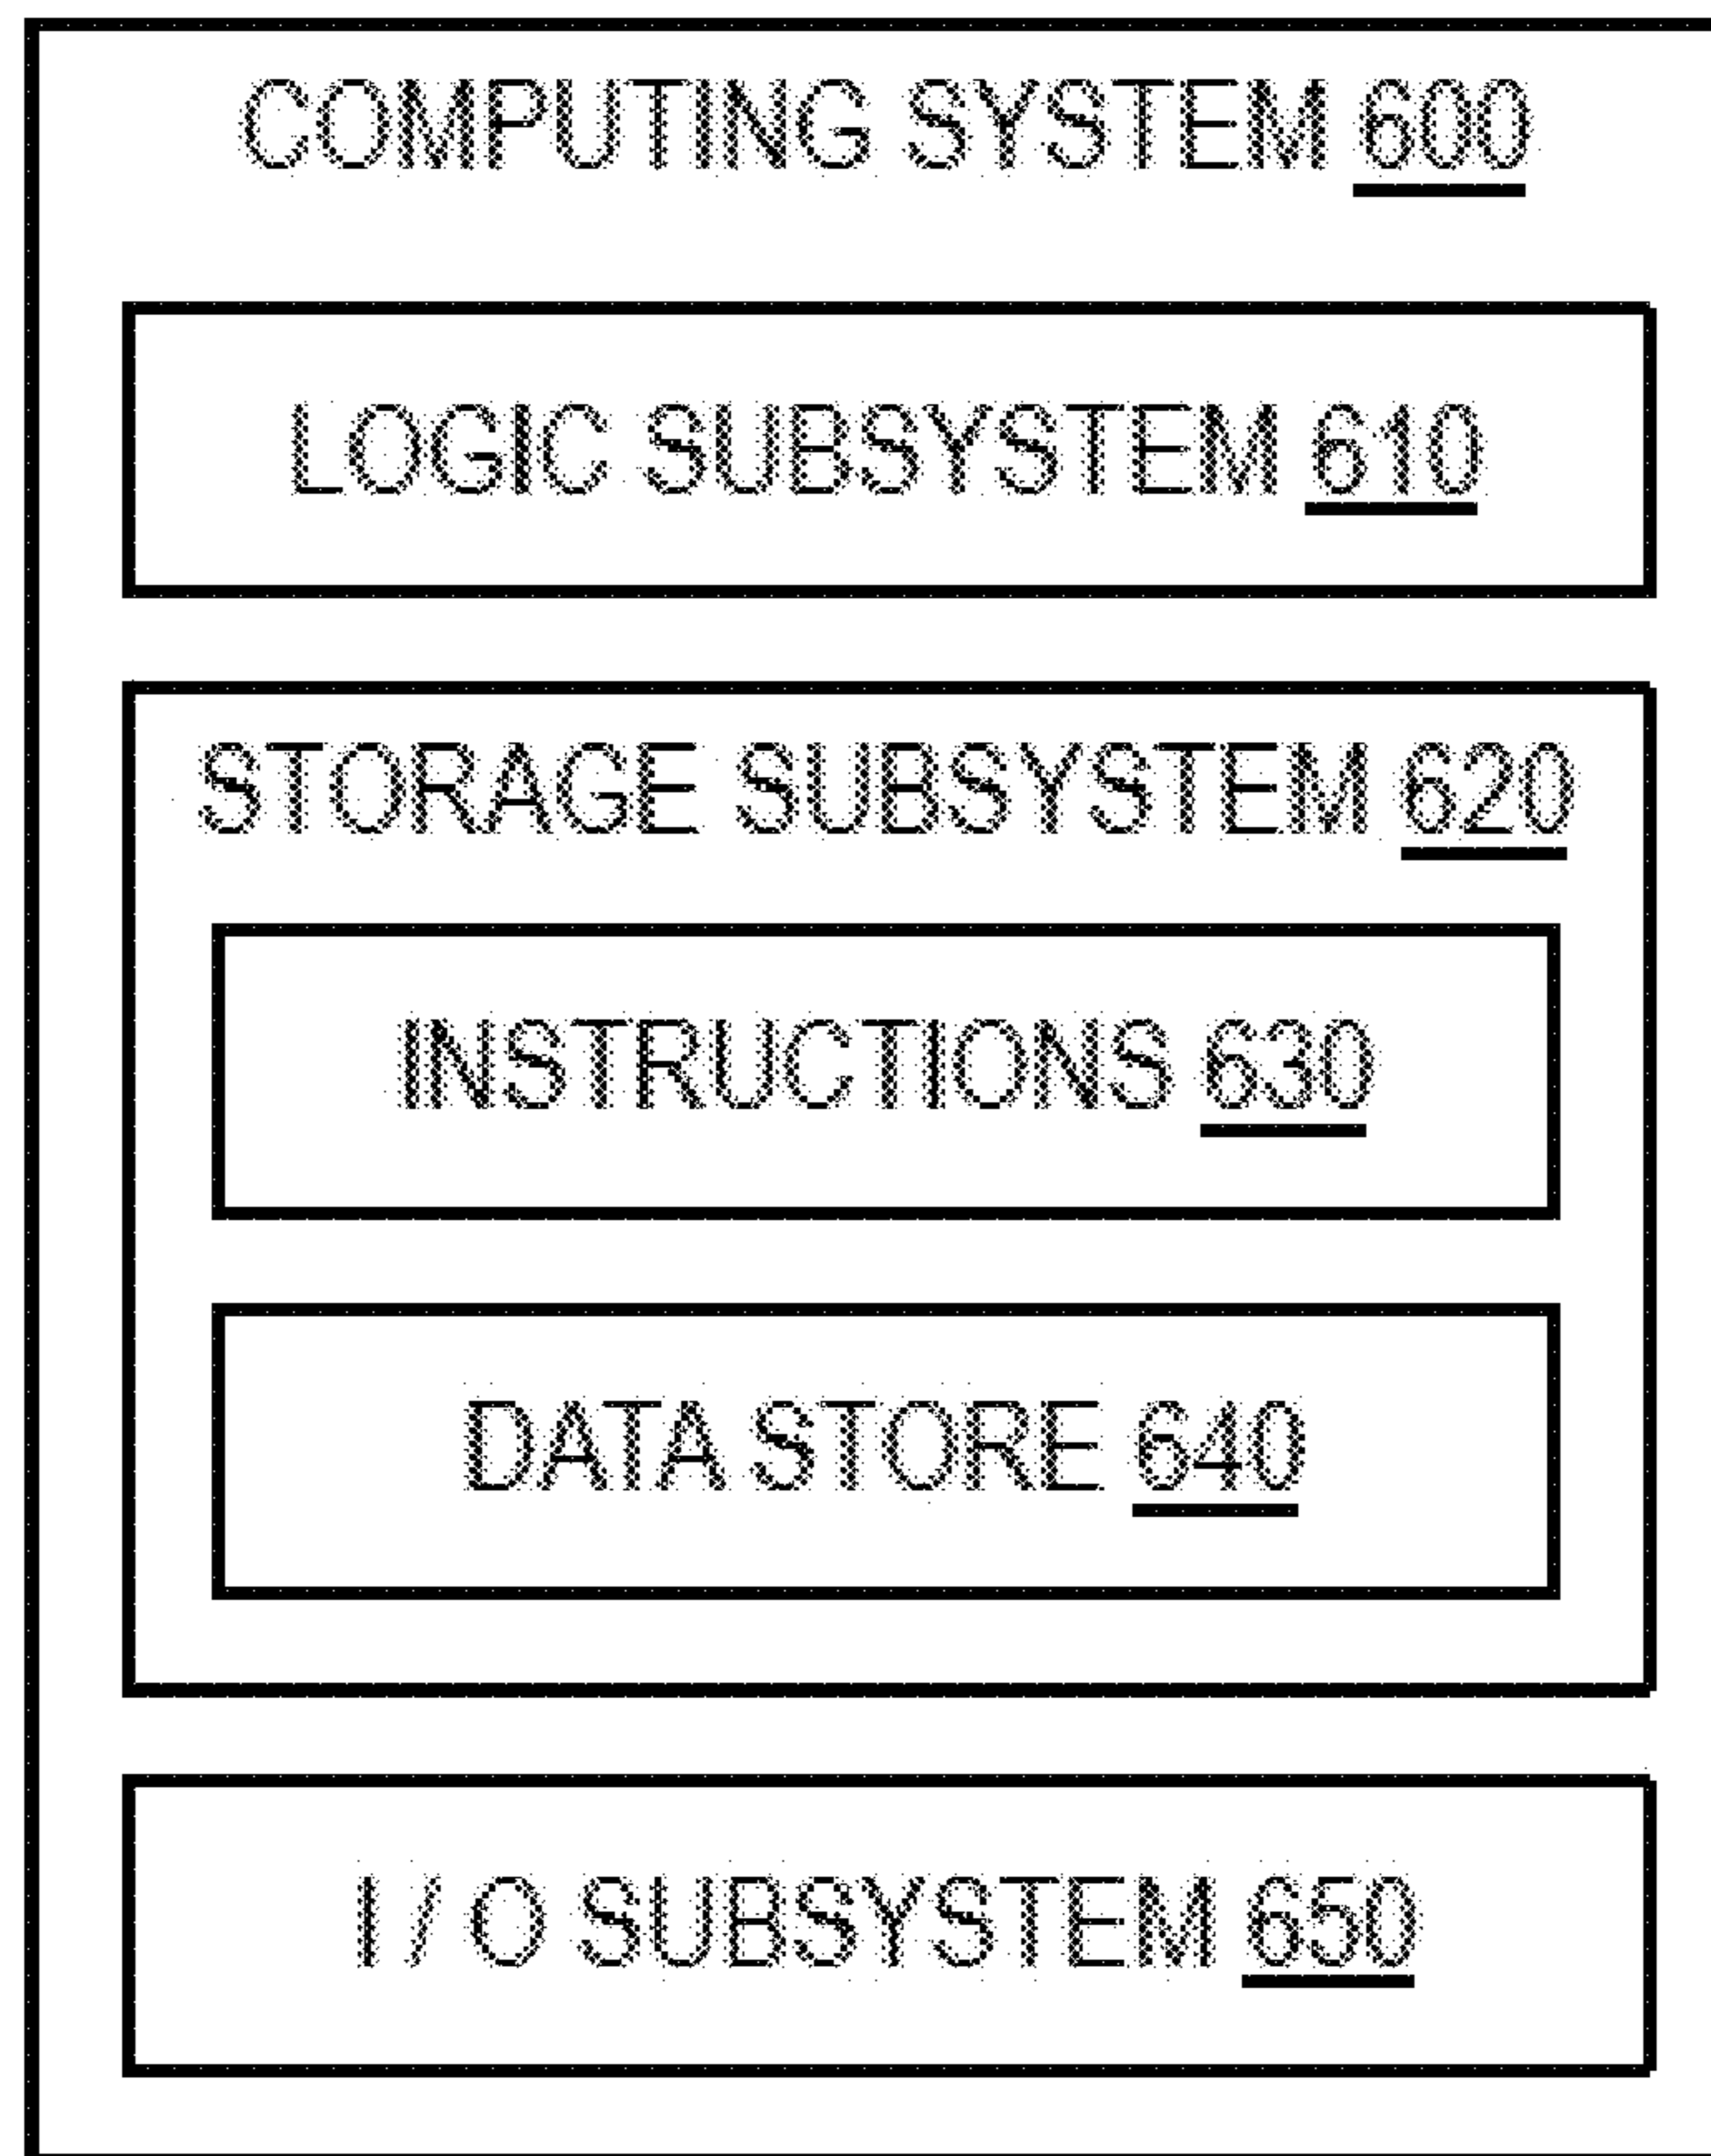 COMPUTING SYSTEM 600
LOGIC SUBSYSTEM 610
STORAGE SUBSYSTEM 620
INSTRUCTIONS 630
DATA STORE 640
I / O SUBSYSTEM 650